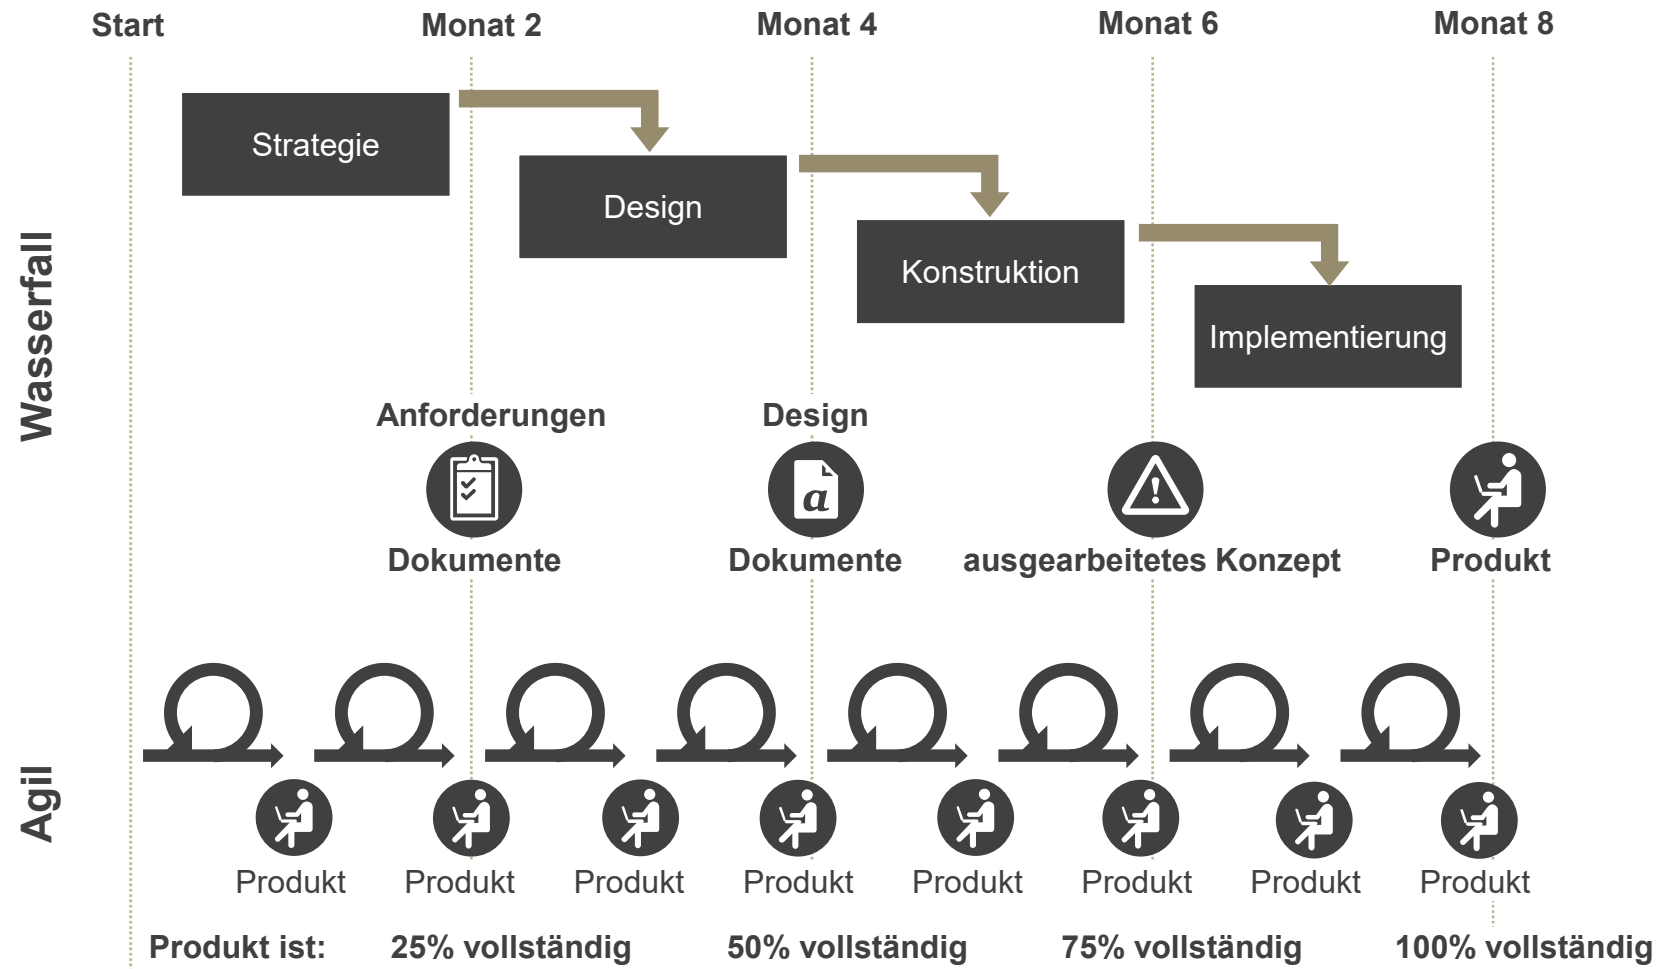 Start
Monat 2
Monat 4
Monat 6
Monat 8
Wasserfall
Strategie
Design
Konstruktion
Implementierung
Anforderungen
Design
a
Dokumente
Dokumente
ausgearbeitetes Konzept
Produkt
Agil
Produkt
Produkt
Produkt
Produkt
Produkt
Produkt
Produkt
Produkt
Produkt ist:
25% vollständig
50% vollständig
75% vollständig
100% vollständig